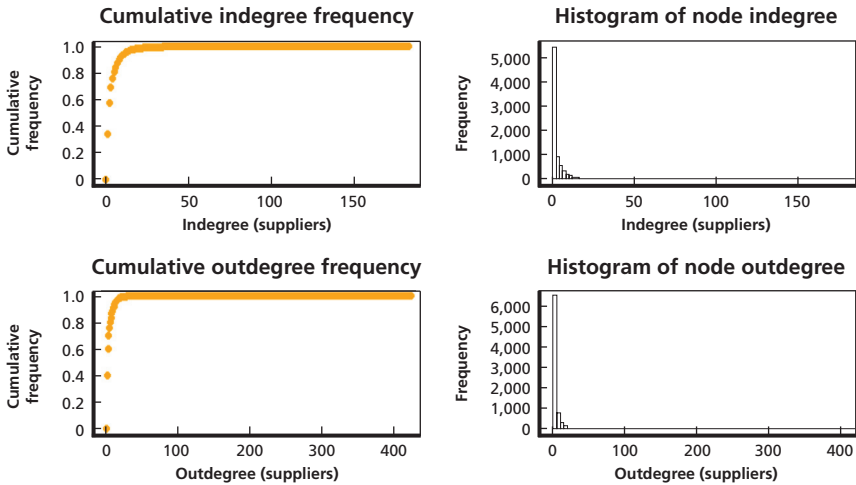 Cumulative indegree frequency
Cumulative
frequency
1.0
0.8
0.6
0.4
0.2
0
0 50 100 150
Indegree (suppliers)
Histogram of node indegree
Frequency
5,000
4,000
3,000
2,000
1,000
0
0 50 100 150
Indegree (suppliers)
Cumulative outdegree frequency
Cumulative
frequency
1.0
0.8
0.6
0.4
0.2
0
0 100 200 300 400
Outdegree (suppliers)
Histogram of node outdegree
Frequency
6,000
5,000
4,000
3,000
2,000
1,000
0
0 100 200 300 400
Outdegree (suppliers)